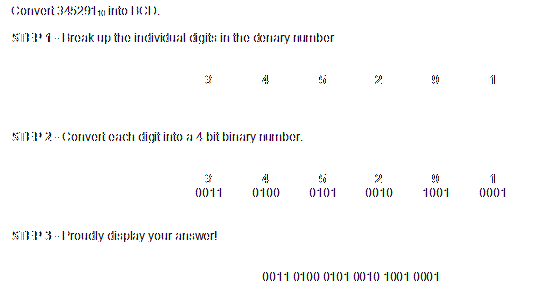 Convert 345291₁₀ into BCD.
STEP 1 - Break up the individual digits in the denary number
3 4 5 2 9 1
STEP 2 - Convert each digit into a 4 bit binary number.
3 4 5 2 9 1
0011 0100 0101 0010 1001 0001
STEP 3 - Proudly display your answer!
0011 0100 0101 0010 1001 0001